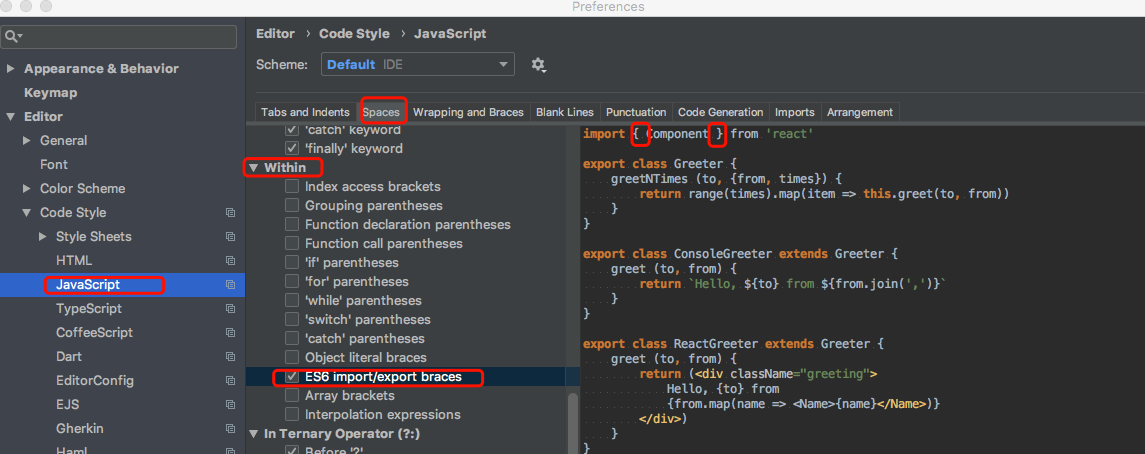 Preferences
Appearance & Behavior
Keymap
Editor
General
Font
Color Scheme
Code Style
Style Sheets
HTML
JavaScript
TypeScript
CoffeeScript
Dart
EditorConfig
EJS
Gherkin
Haml
Editor › Code Style › JavaScript
Scheme: Default IDE
Tabs and Indents Spaces Wrapping and Braces Blank Lines Punctuation Code Generation Imports Arrangement
'catch' keyword
'finally' keyword
Within
Index access brackets
Grouping parentheses
Function declaration parentheses
Function call parentheses
'if' parentheses
'for' parentheses
'while' parentheses
'switch' parentheses
'catch' parentheses
Object literal braces
ES6 import/export braces
Array brackets
Interpolation expressions
In Ternary Operator (?:)
Before '?'
import { Component } from 'react'
export class Greeter {
greetNTimes (to, {from, times}) {
return range(times).map(item => this.greet(to, from))
}
}
export class ConsoleGreeter extends Greeter {
greet (to, from) {
return `Hello, ${to} from ${from.join(',')}`
}
}
export class ReactGreeter extends Greeter {
greet (to, from) {
return (<div className="greeting">
Hello, {to} from
{from.map(name => <Name>{name}</Name>)}
</div>)
}
}